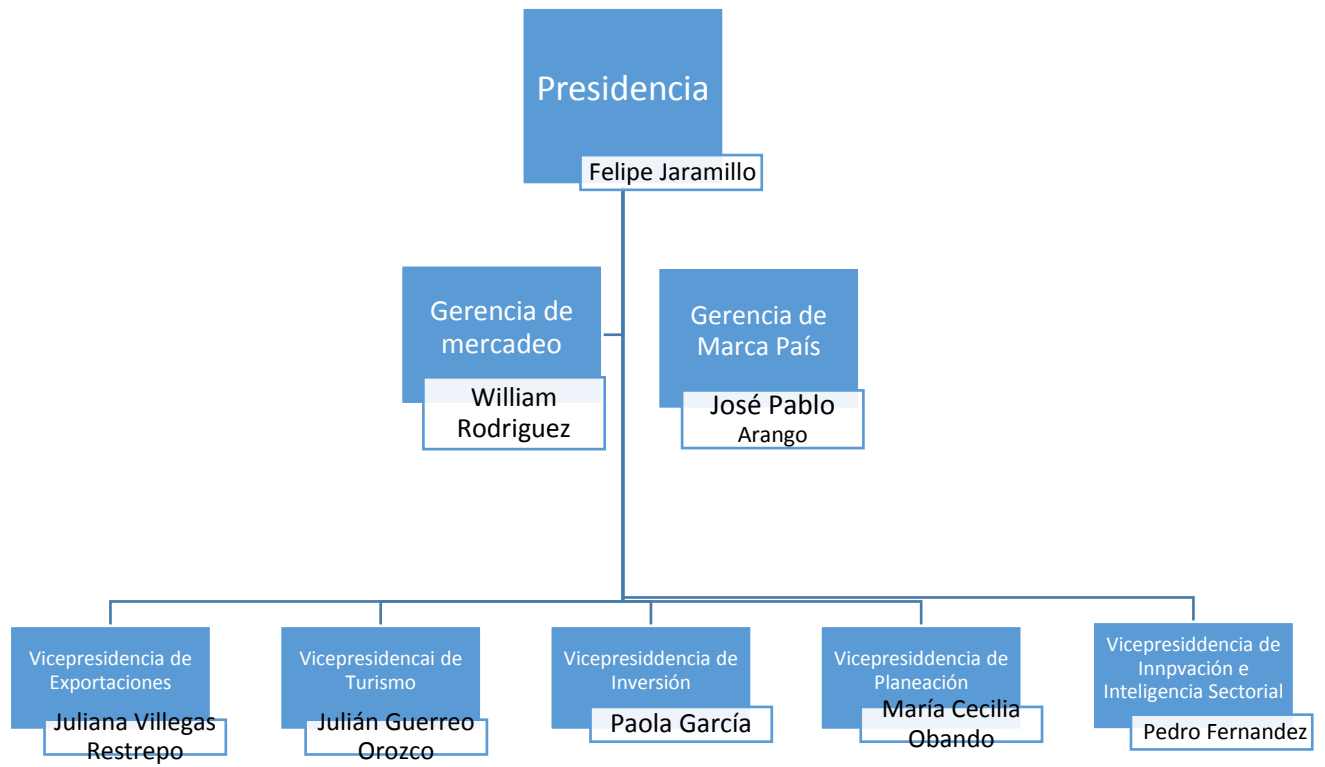 Presidencia
Felipe Jaramillo
Gerencia de
mercadeo
William
Rodriguez
Gerencia de
Marca País
José Pablo
Arango
Vicepresidencia de
Exportaciones
Juliana Villegas
Restrepo
Vicepresidencai de
Turismo
Julián Guerreo
Orozco
Vicepresiddencia de
Inversión
Paola García
Vicepresiddencia de
Planeación
María Cecilia
Obando
Vicepresiddencia de
Innpvación e
Inteligencia Sectorial
Pedro Fernandez